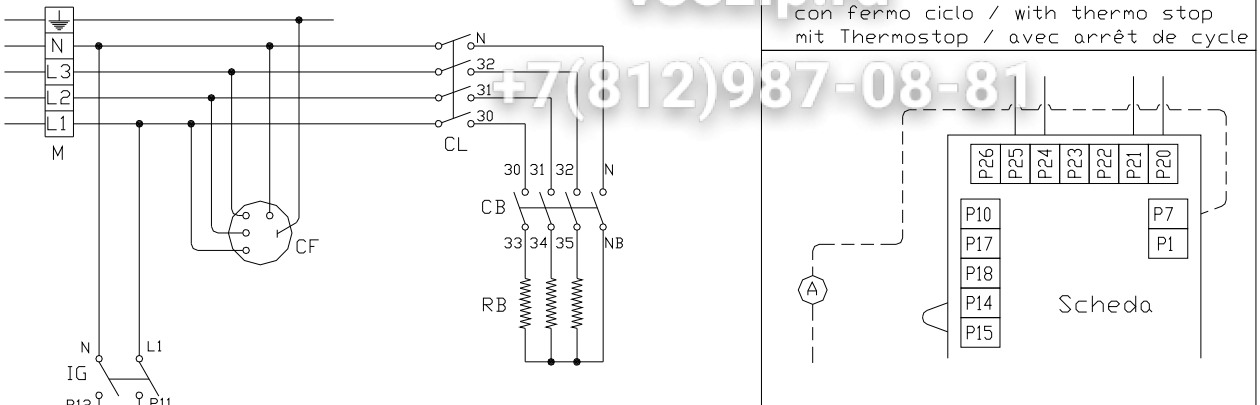 con fermo ciclo / with thermo stop
mit Thermostop / avec arrêt de cycle
+7(812)987-08-81
N
L3
L2
L1
M
N
32
31
30
CL
30 31 32 N
CB
33 34 35 NB
RB
CF
N L1
IG
P11
P26 P25 P24 P23 P22 P21 P20
P10
P17
P18
P14
P15
P7
P1
A
Scheda